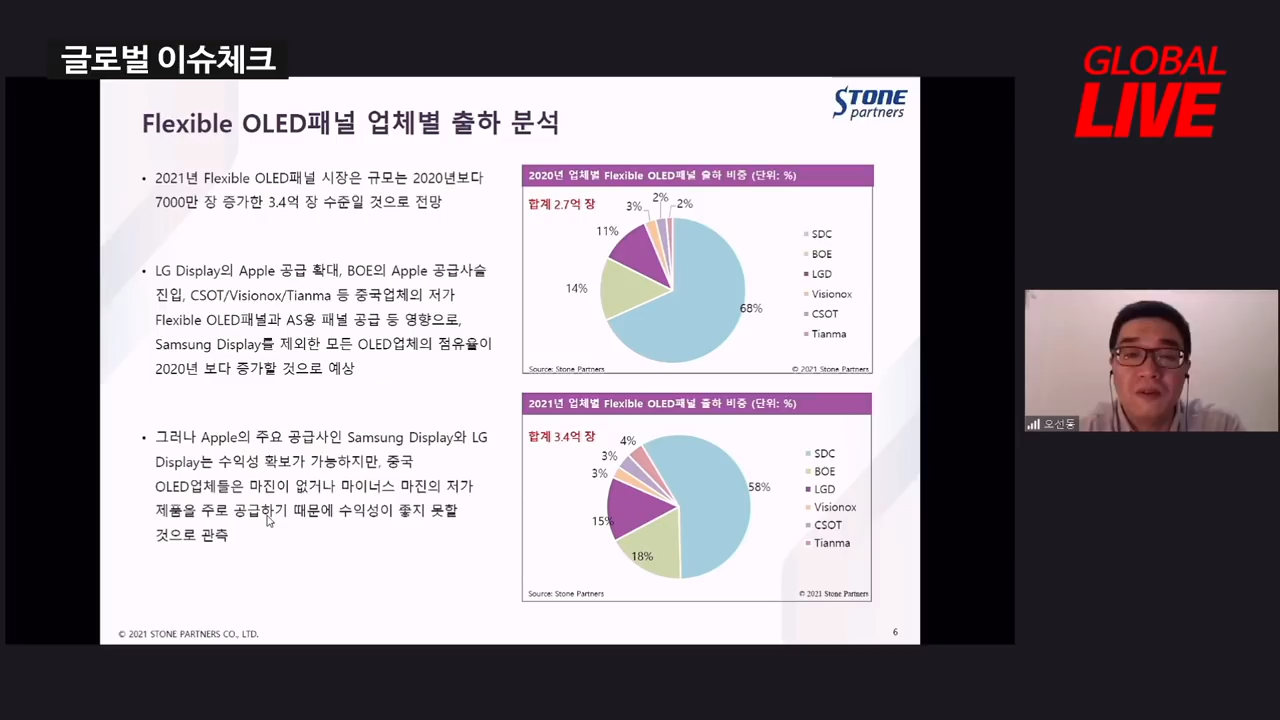 글로벌 이슈체크
GLOBAL
LIVE
STONE
partners
Flexible OLED패널 업체별 출하 분석
• 2021년 Flexible OLED패널 시장은 규모는 2020년보다
7000만 장 증가한 3.4억 장 수준일 것으로 전망
• LG Display의 Apple 공급 확대, BOE의 Apple 공급사슬
진입, CSOT/Visionox/Tianma 등 중국업체의 저가
Flexible OLED패널과 AS용 패널 공급 등 영향으로,
Samsung Display를 제외한 모든 OLED업체의 점유율이
2020년 보다 증가할 것으로 예상
• 그러나 Apple의 주요 공급사인 Samsung Display와 LG
Display는 수익성 확보가 가능하지만, 중국
OLED업체들은 마진이 없거나 마이너스 마진의 저가
제품을 주로 공급하기 때문에 수익성이 좋지 못할
것으로 관측
2020년 업체별 Flexible OLED패널 출하 비중 (단위: %)
합계 2.7억 장
3%
2%
2%
11%
14%
68%
SDC
BOE
LGD
Visionox
CSOT
Tianma
Source: Stone Partners
© 2021 Stone Partners
2021년 업체별 Flexible OLED패널 출하 비중 (단위: %)
합계 3.4억 장
4%
3%
3%
15%
18%
58%
SDC
BOE
LGD
Visionox
CSOT
Tianma
Source: Stone Partners
© 2021 Stone Partners
© 2021 STONE PARTNERS CO., LTD.
6
오선동